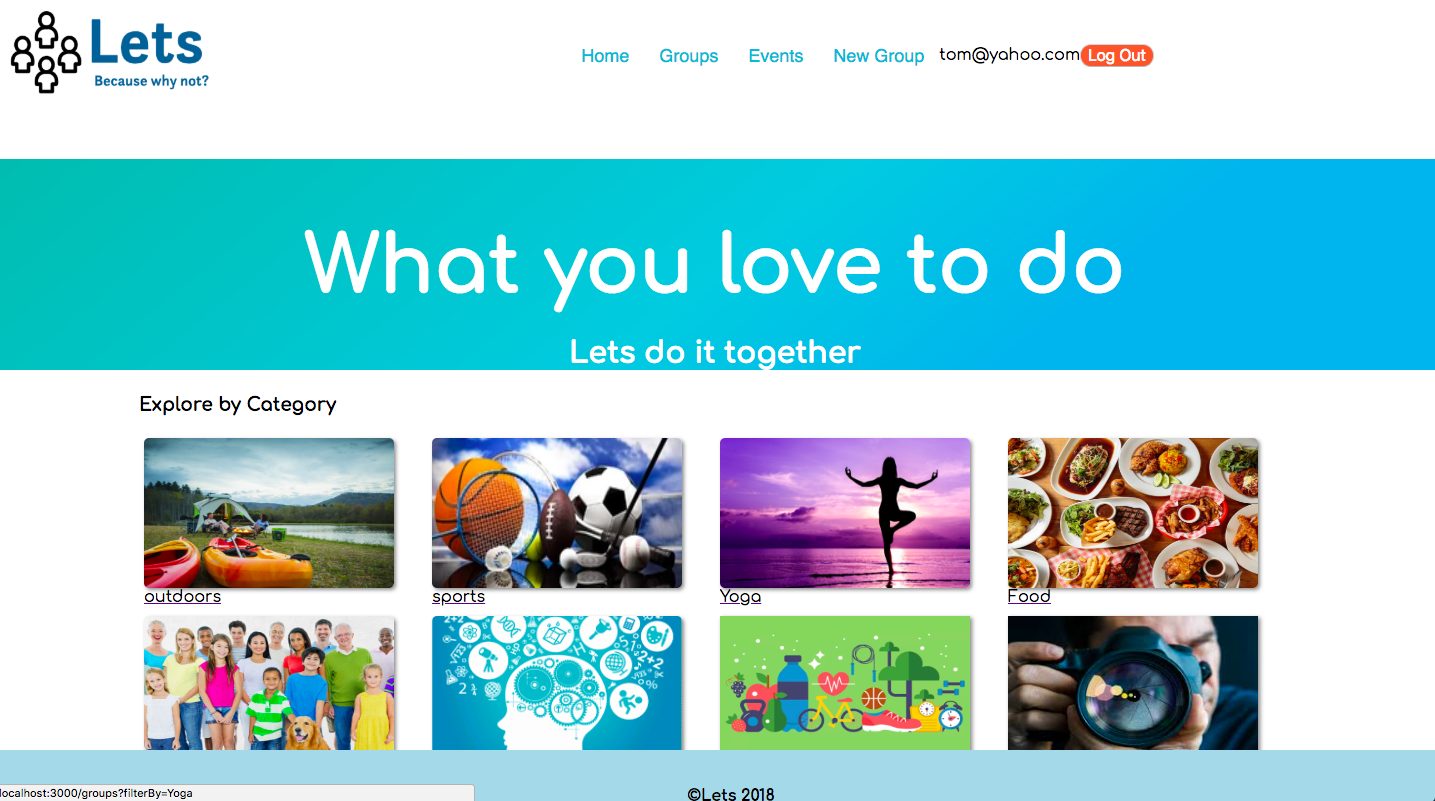 Lets
Because why not?
Home Groups Events New Group tom@yahoo.com Log Out
What you love to do
Lets do it together
Explore by Category
outdoors sports Yoga Food
©Lets 2018
localhost:3000/groups?filterBy=Yoga